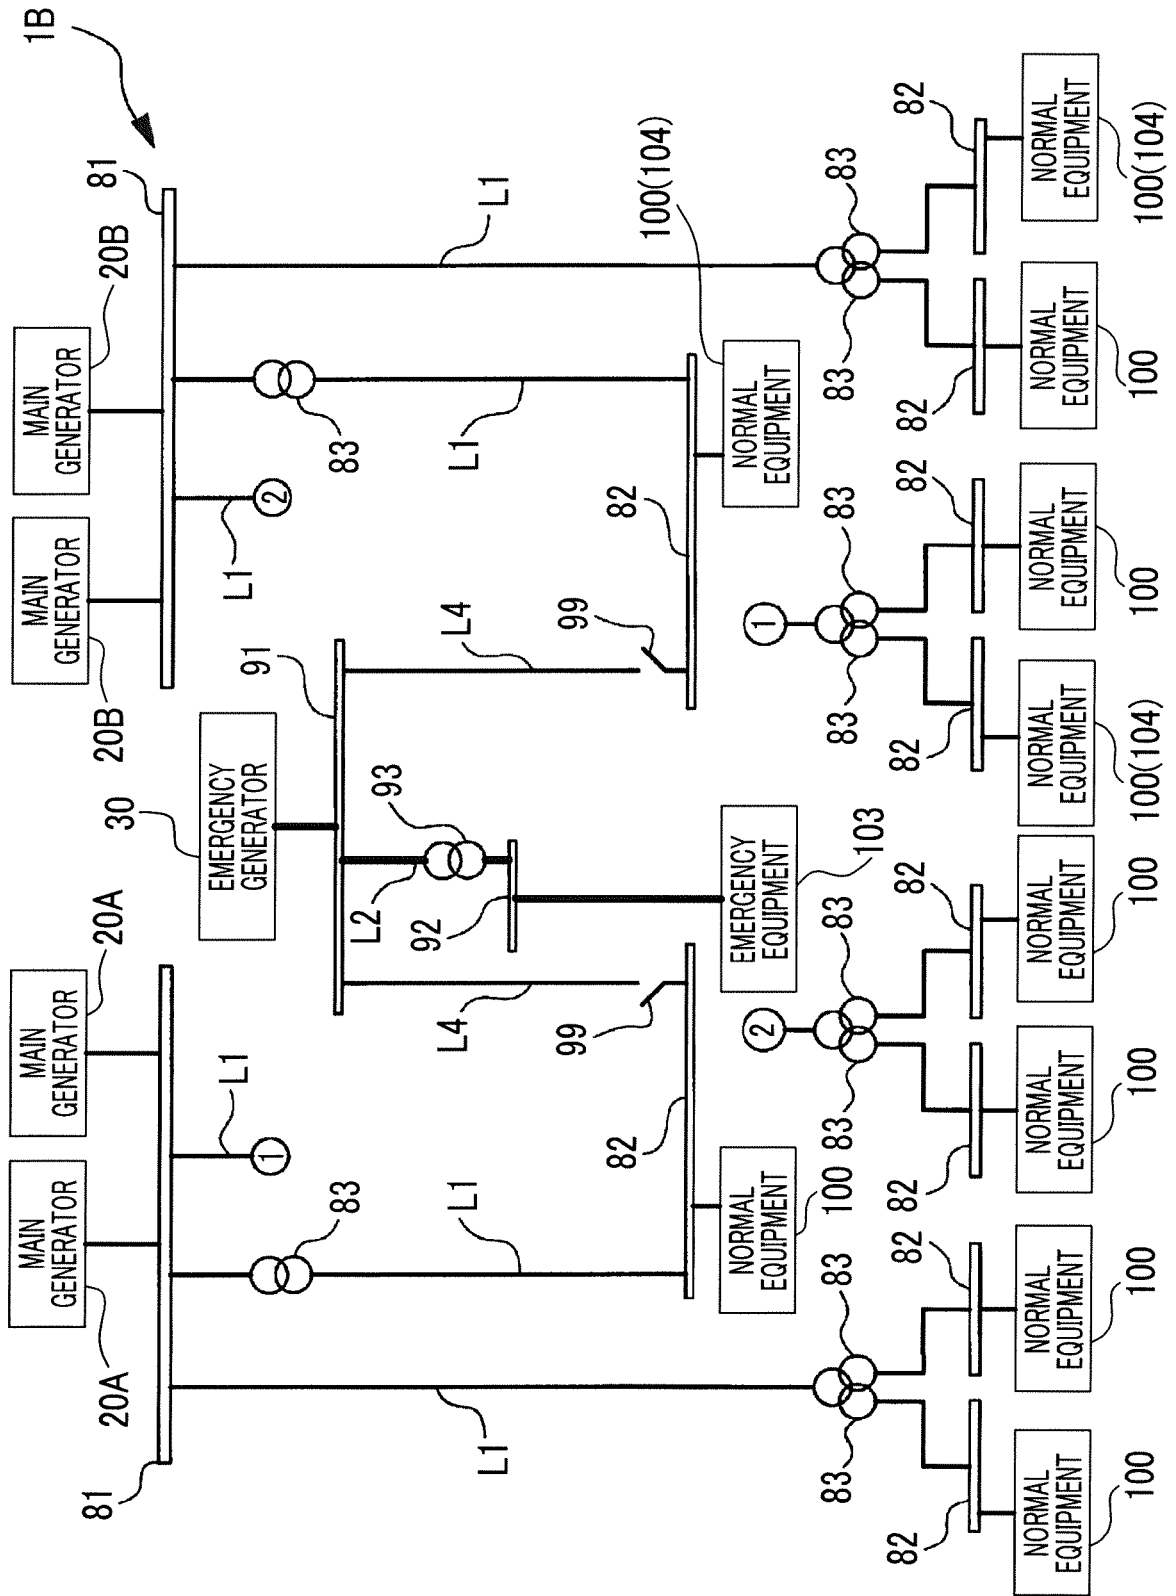 1B
MAIN
GENERATOR
MAIN
GENERATOR
MAIN
GENERATOR
MAIN
GENERATOR
81
20A
20A
20B
20B
81
30
EMERGENCY
GENERATOR
L1
1
L1
2
83
91
83
L2
93
92
L1
L1
L4
L4
L1
L1
99
99
82
82
100(104)
NORMAL
EQUIPMENT
EMERGENCY
EQUIPMENT
NORMAL
EQUIPMENT
100
103
2
1
83
83
83
83
83
83
83
83
82
82
82
82
82
82
82
82
NORMAL
EQUIPMENT
NORMAL
EQUIPMENT
NORMAL
EQUIPMENT
NORMAL
EQUIPMENT
NORMAL
EQUIPMENT
NORMAL
EQUIPMENT
NORMAL
EQUIPMENT
NORMAL
EQUIPMENT
100
100
100
100
100(104)
100
100
100(104)